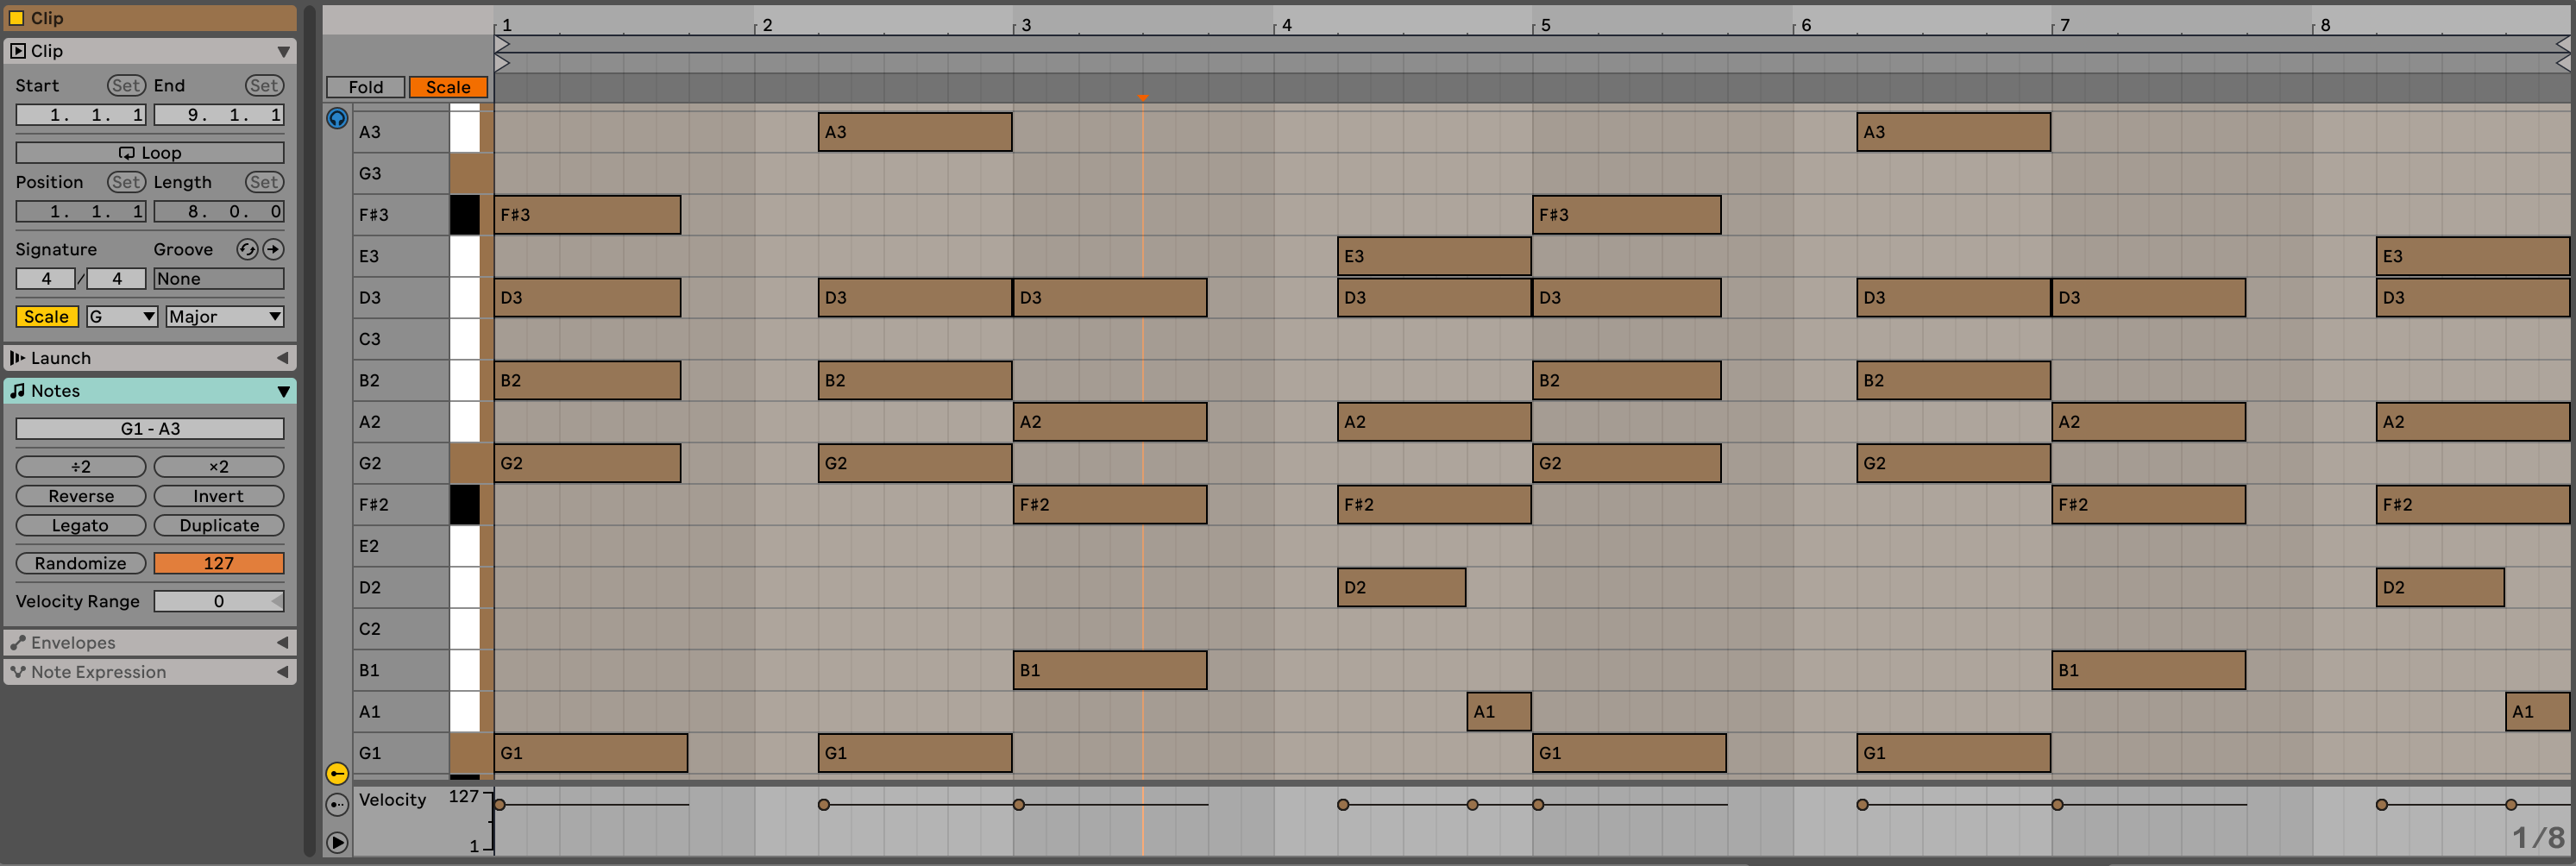 Clip
Clip
Start Set End Set
1. 1. 1 9. 1. 1
Loop
Position Set Length Set
1. 1. 1 8. 0. 0
Signature Groove
4 / 4 None
Scale G Major
Launch
Notes
G1 - A3
÷2 ×2
Reverse Invert
Legato Duplicate
Randomize 127
Velocity Range 0
Envelopes
Note Expression
1 2 3 4 5 6 7 8
Fold Scale
A3 A3 A3
G3
F#3 F#3 F#3
E3 E3 E3
D3 D3 D3 D3 D3 D3 D3 D3 D3
C3
B2 B2 B2 B2 B2
A2 A2 A2 A2 A2
G2 G2 G2 G2 G2
F#2 F#2 F#2 F#2 F#2
E2
D2 D2 D2
C2
B1 B1 B1
A1 A1 A1
G1 G1 G1 G1 G1
Velocity 127
1
1/8